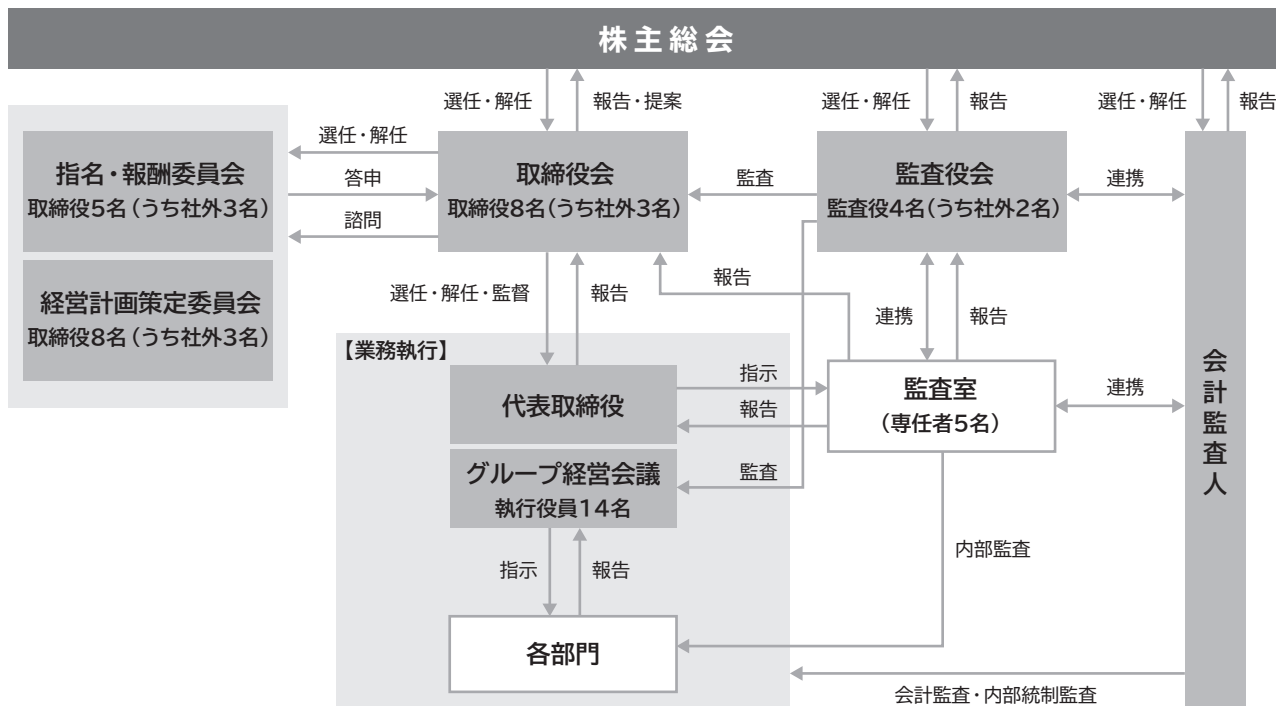 株主総会
選任・解任
報告・提案
選任・解任
報告
選任・解任
報告
指名・報酬委員会
取締役5名（うち社外3名）
選任・解任
答申
諮問
取締役会
取締役8名（うち社外3名）
監査
監査役会
監査役4名（うち社外2名）
連携
経営計画策定委員会
取締役8名（うち社外3名）
選任・解任・監督
報告
報告
連携
報告
【業務執行】
代表取締役
指示
報告
監査室
（専任者5名）
連携
会計監査人
グループ経営会議
執行役員14名
監査
指示
報告
内部監査
各部門
会計監査・内部統制監査